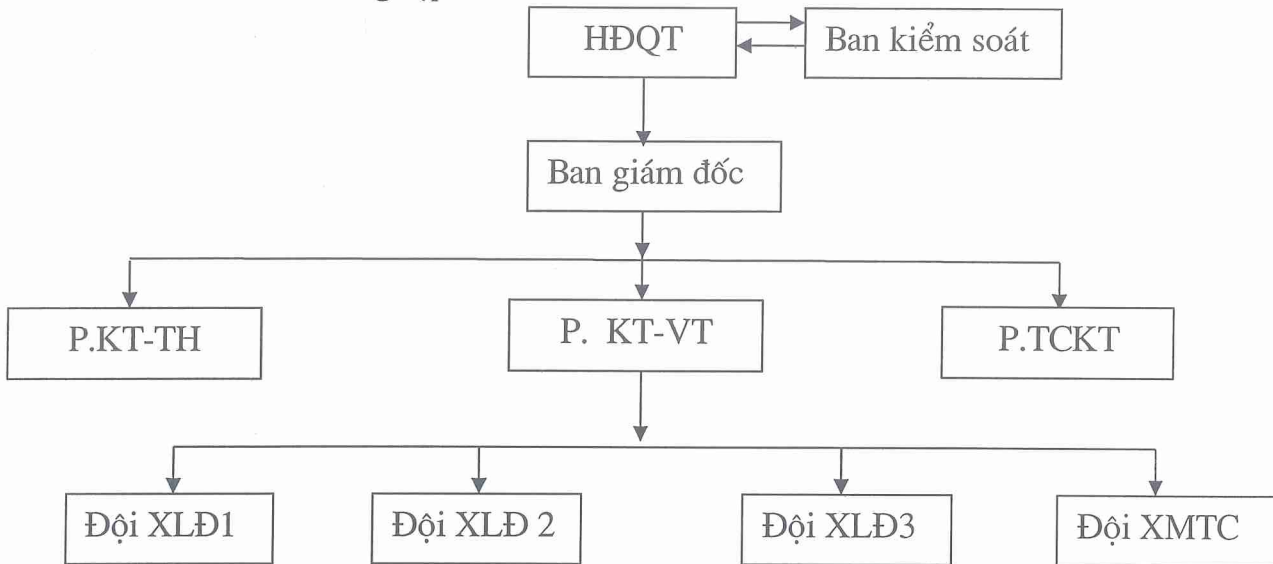 HĐQT
Ban kiểm soát
Ban giám đốc
P.KT-TH
P. KT-VT
P.TCKT
Đội XLĐ1
Đội XLĐ 2
Đội XLĐ3
Đội XMTC